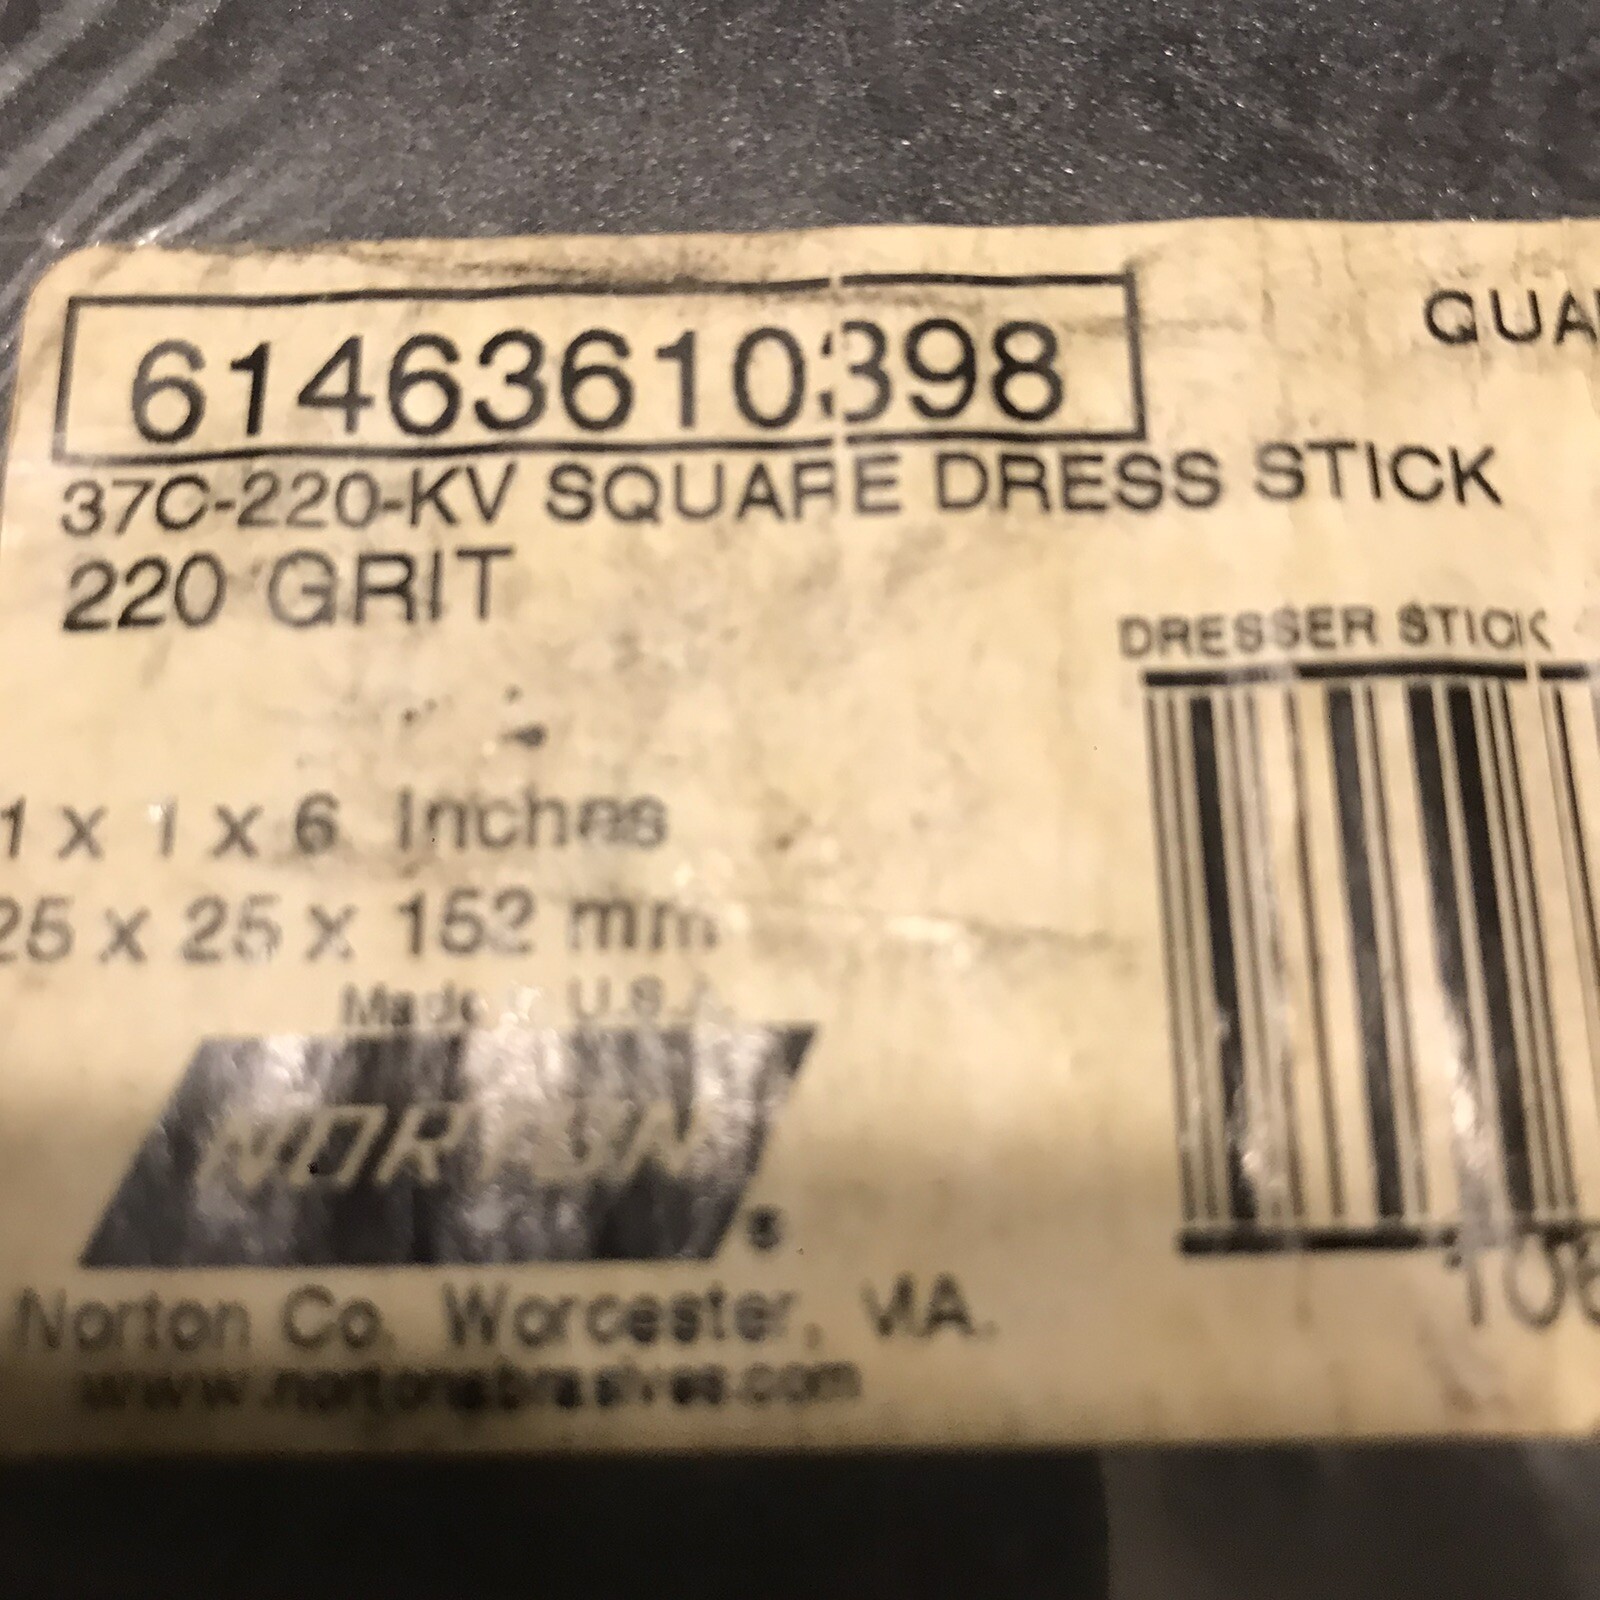 61463610398
QUA
37C-220-KV SQUARE DRESS STICK
220 GRIT
DRESSER STICK
1 x 1 x 6 Inches
25 x 25 x 152 mm
Made U.S.A.
NORTON
Norton Co. Worcester, MA.
www.nortonabrasives.com
106